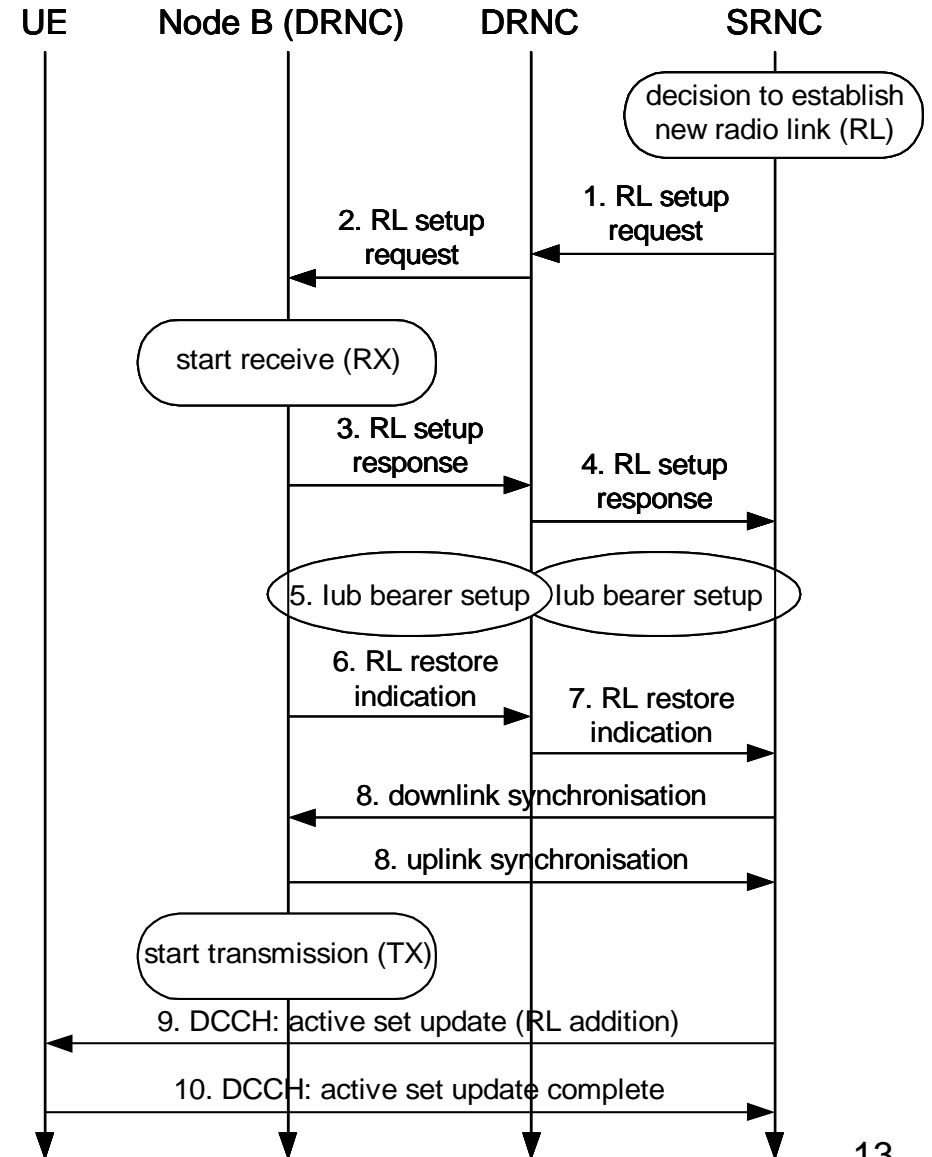 UE Node B (DRNC) DRNC SRNC
decision to establish
new radio link (RL)
1. RL setup
request
2. RL setup
request
start receive (RX)
3. RL setup
response
4. RL setup
response
5. Iub bearer setup Iub bearer setup
6. RL restore
indication
7. RL restore
indication
8. downlink synchronisation
8. uplink synchronisation
start transmission (TX)
9. DCCH: active set update (RL addition)
10. DCCH: active set update complete
13